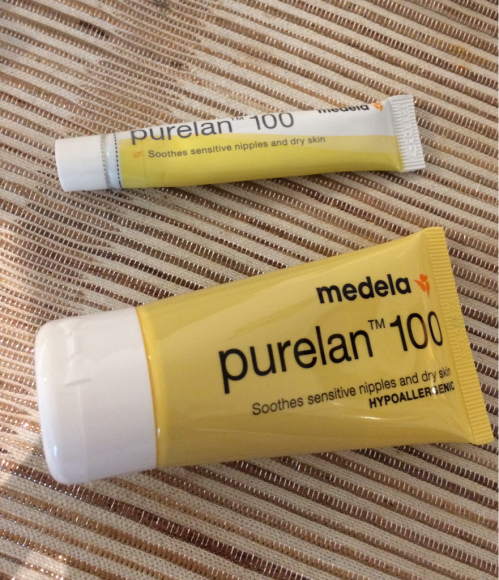 medela
purelan™ 100
Soothes sensitive nipples and dry skin
medela
purelan™ 100
Soothes sensitive nipples and dry skin
HYPOALLERGENIC